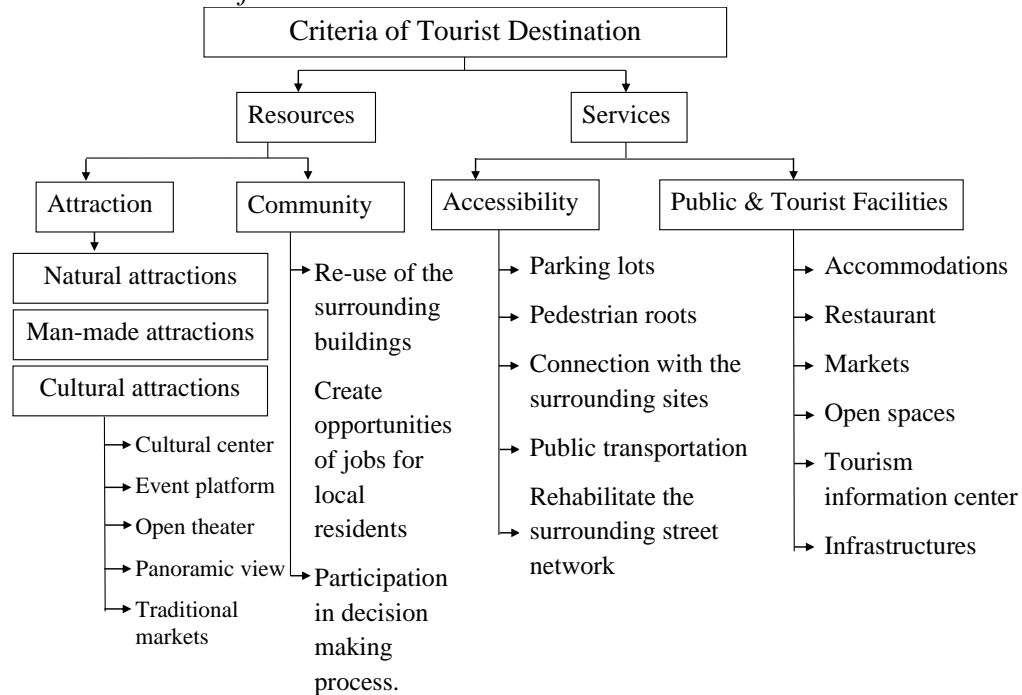 Criteria of Tourist Destination
Resources
Services
Attraction
Community
Accessibility
Public & Tourist Facilities
Natural attractions
Man-made attractions
Cultural attractions
Cultural center
Event platform
Open theater
Panoramic view
Traditional
markets
Re-use of the
surrounding
buildings
Create
opportunities
of jobs for
local
residents
Participation
in decision
making
process.
Parking lots
Pedestrian roots
Connection with the
surrounding sites
Public transportation
Rehabilitate the
surrounding street
network
Accommodations
Restaurant
Markets
Open spaces
Tourism
information center
Infrastructures